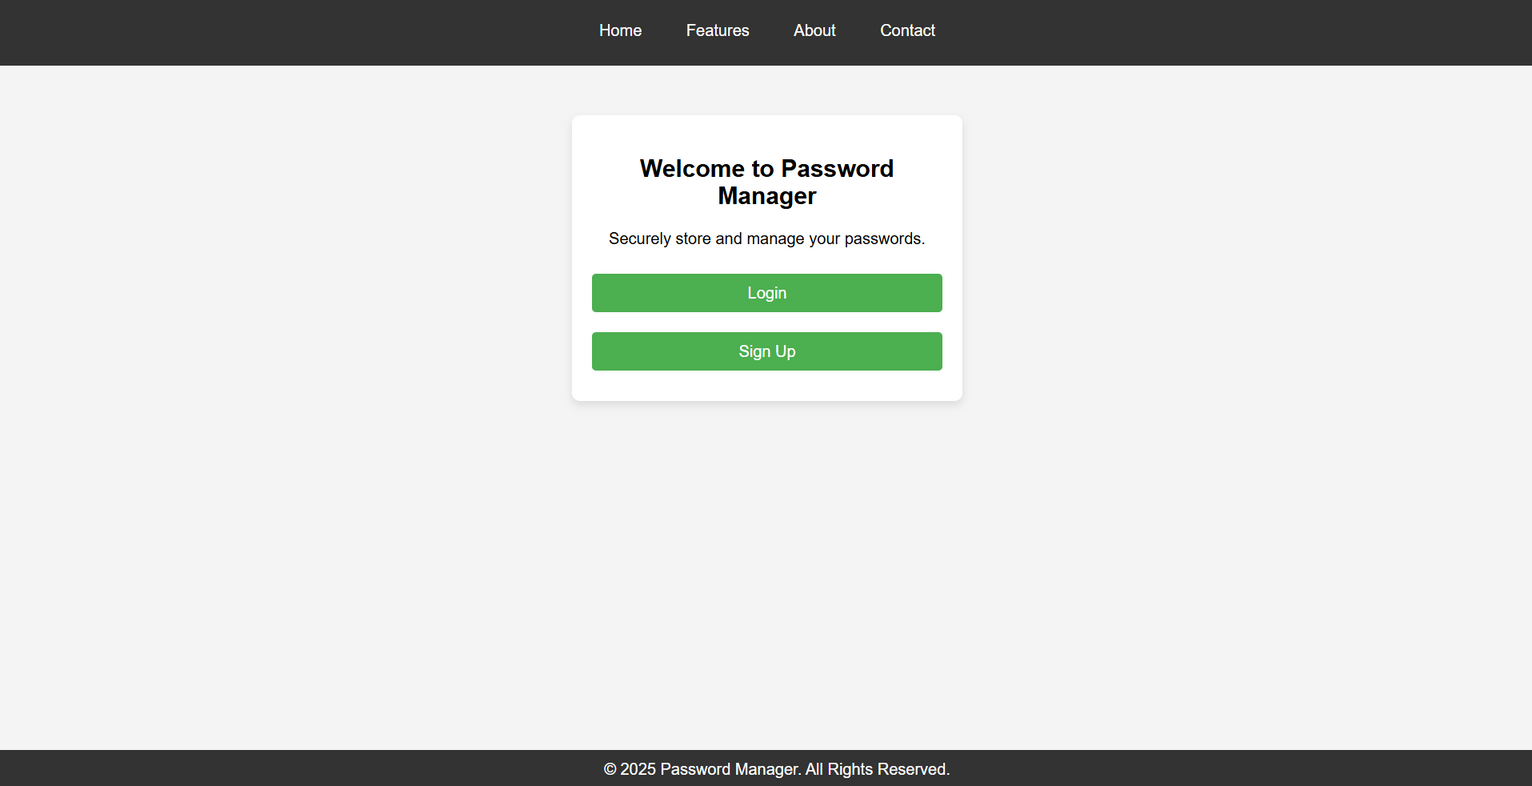 Home Features About Contact
Welcome to Password
Manager
Securely store and manage your passwords.
Login
Sign Up
© 2025 Password Manager. All Rights Reserved.